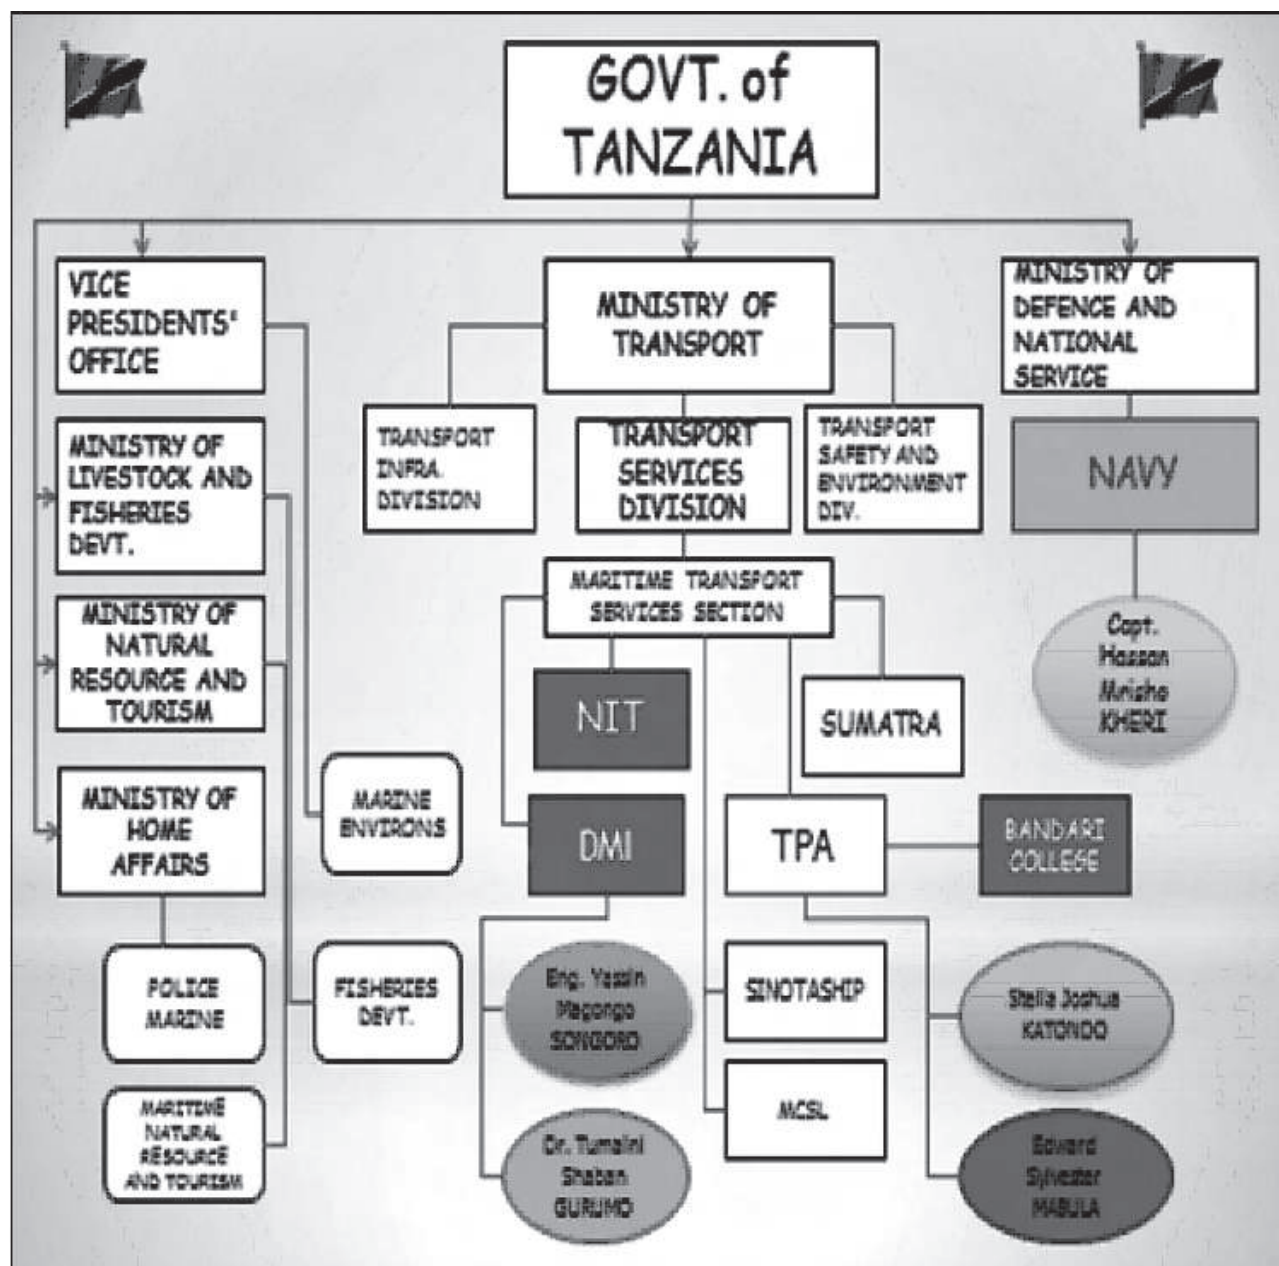 GOVT. of
TANZANIA
VICE
PRESIDENTS'
OFFICE
MINISTRY OF
TRANSPORT
MINISTRY OF
DEFENCE AND
NATIONAL
SERVICE
MINISTRY OF
LIVESTOCK AND
FISHERIES
DEVT.
TRANSPORT
INFRA.
DIVISION
TRANSPORT
SERVICES
DIVISION
TRANSPORT
SAFETY AND
ENVIRONMENT
DIV.
NAVY
MARITIME TRANSPORT
SERVICES SECTION
MINISTRY OF
NATURAL
RESOURCE AND
TOURISM
NIT
SUMATRA
Capt.
Hassan
Mrisho
KHERI
MINISTRY OF
HOME
AFFAIRS
MARINE
ENVIRONS
DMI
TPA
BANDARI
COLLEGE
POLICE
MARINE
FISHERIES
DEVT.
Eng. Yassin
Magongo
SONGORO
SINOTASHIP
Stella Joshua
KATONDO
MARITIME
NATURAL
RESOURCE
AND TOURISM
Dr. Tumaini
Shaban
GURUMO
MCSL
Edward
Sylvester
MABULA